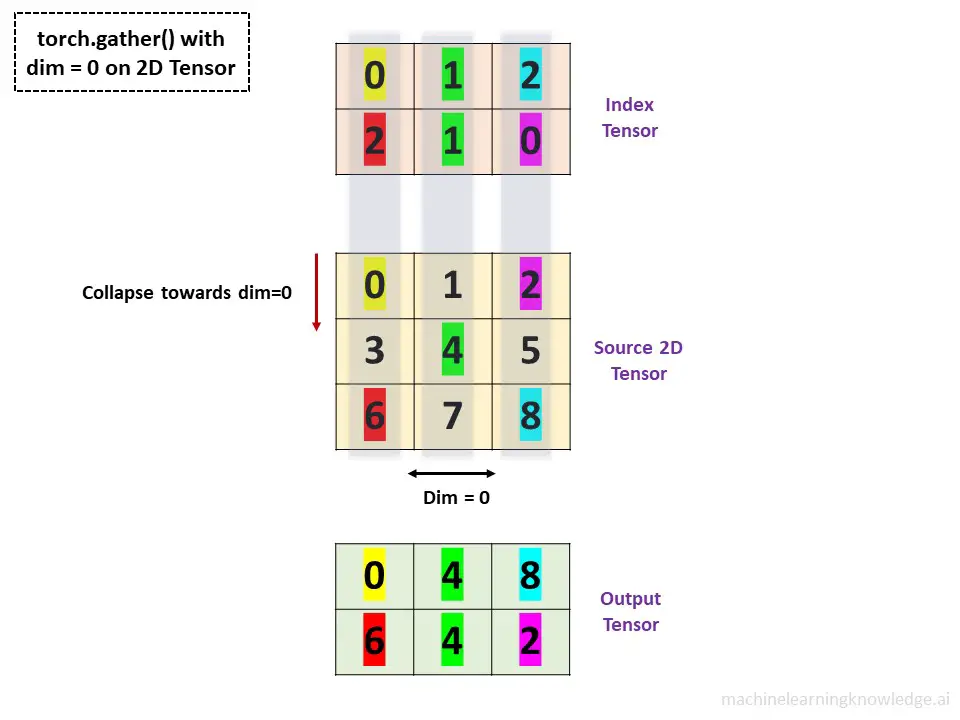 torch.gather() with
dim = 0 on 2D Tensor
0 1 2
2 1 0
Index
Tensor
Collapse towards dim=0
0 1 2
3 4 5
6 7 8
Source 2D
Tensor
Dim = 0
0 4 8
6 4 2
Output
Tensor
machinelearningknowledge.ai